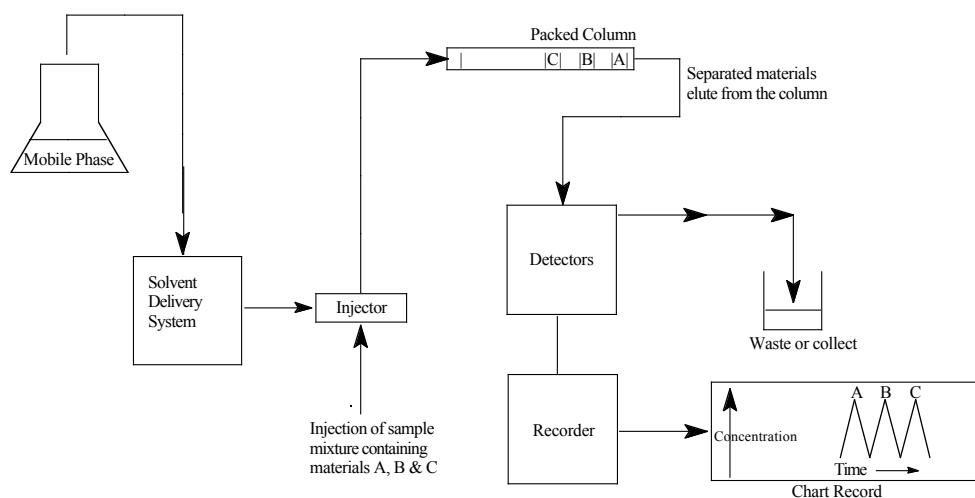 Packed Column
|C| |B| |A|
Separated materials
elute from the column
Mobile Phase
Solvent
Delivery
System
Injector
Detectors
Waste or collect
Injection of sample
mixture containing
materials A, B & C
Recorder
A B C
Concentration
Time
Chart Record